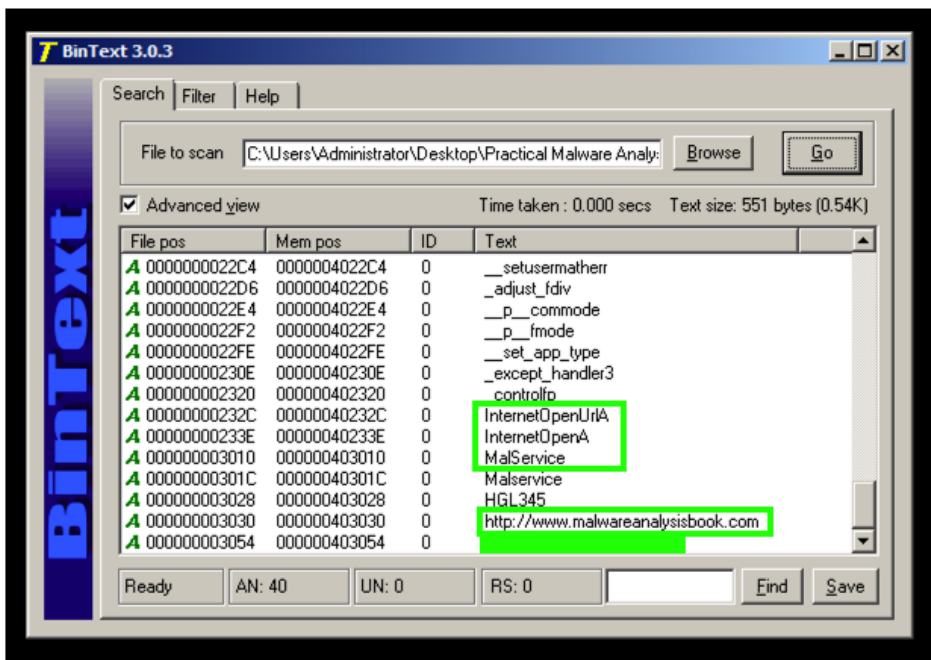 BinText 3.0.3
Search Filter Help
File to scan C:\Users\Administrator\Desktop\Practical Malware Analy: Browse Go
Advanced view Time taken : 0.000 secs Text size: 551 bytes (0.54K)
File pos Mem pos ID Text
A 0000000022C4 0000004022C4 0 __setusermatherr
A 0000000022D6 0000004022D6 0 _adjust_fdiv
A 0000000022E4 0000004022E4 0 __p__commode
A 0000000022F2 0000004022F2 0 __p__fmode
A 0000000022FE 0000004022FE 0 __set_app_type
A 00000000230E 00000040230E 0 _except_handler3
A 000000002320 000000402320 0 _controlfp
A 00000000232C 00000040232C 0 InternetOpenUrlA
A 00000000233E 00000040233E 0 InternetOpenA
A 000000003010 000000403010 0 MalService
A 00000000301C 00000040301C 0 Malservice
A 000000003028 000000403028 0 HGL345
A 000000003030 000000403030 0 http://www.malwareanalysisbook.com
A 000000003054 000000403054 0
Ready AN: 40 UN: 0 RS: 0 Find Save
BinText